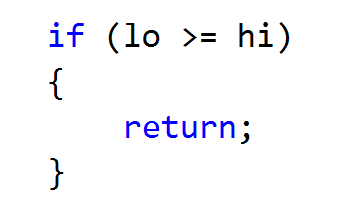 if (lo >= hi)
{
    return;
}